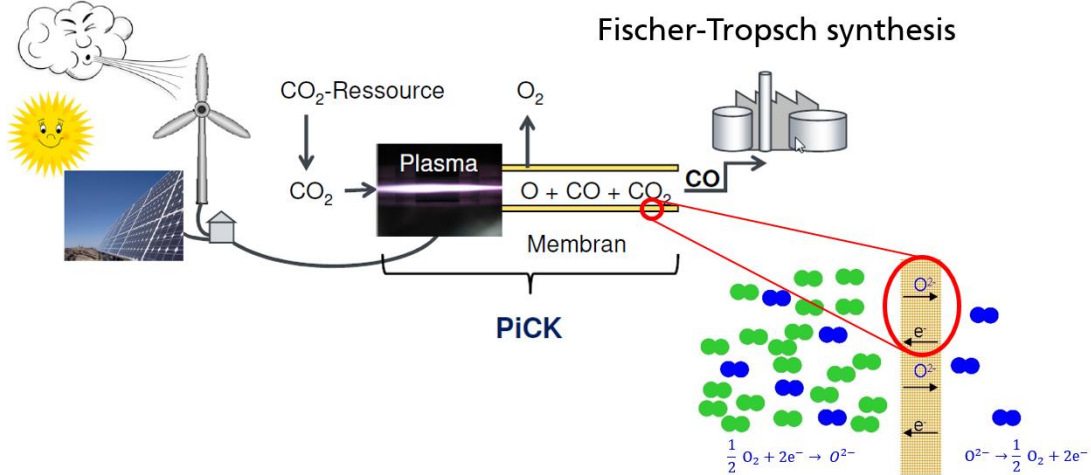 Fischer-Tropsch synthesis
CO₂-Ressource
O₂
Plasma
CO₂
O + CO + CO₂
CO
Membran
PiCK
O²⁻
e⁻
O²⁻
e⁻
1/2 O₂ + 2e⁻ → O²⁻
O²⁻ → 1/2 O₂ + 2e⁻